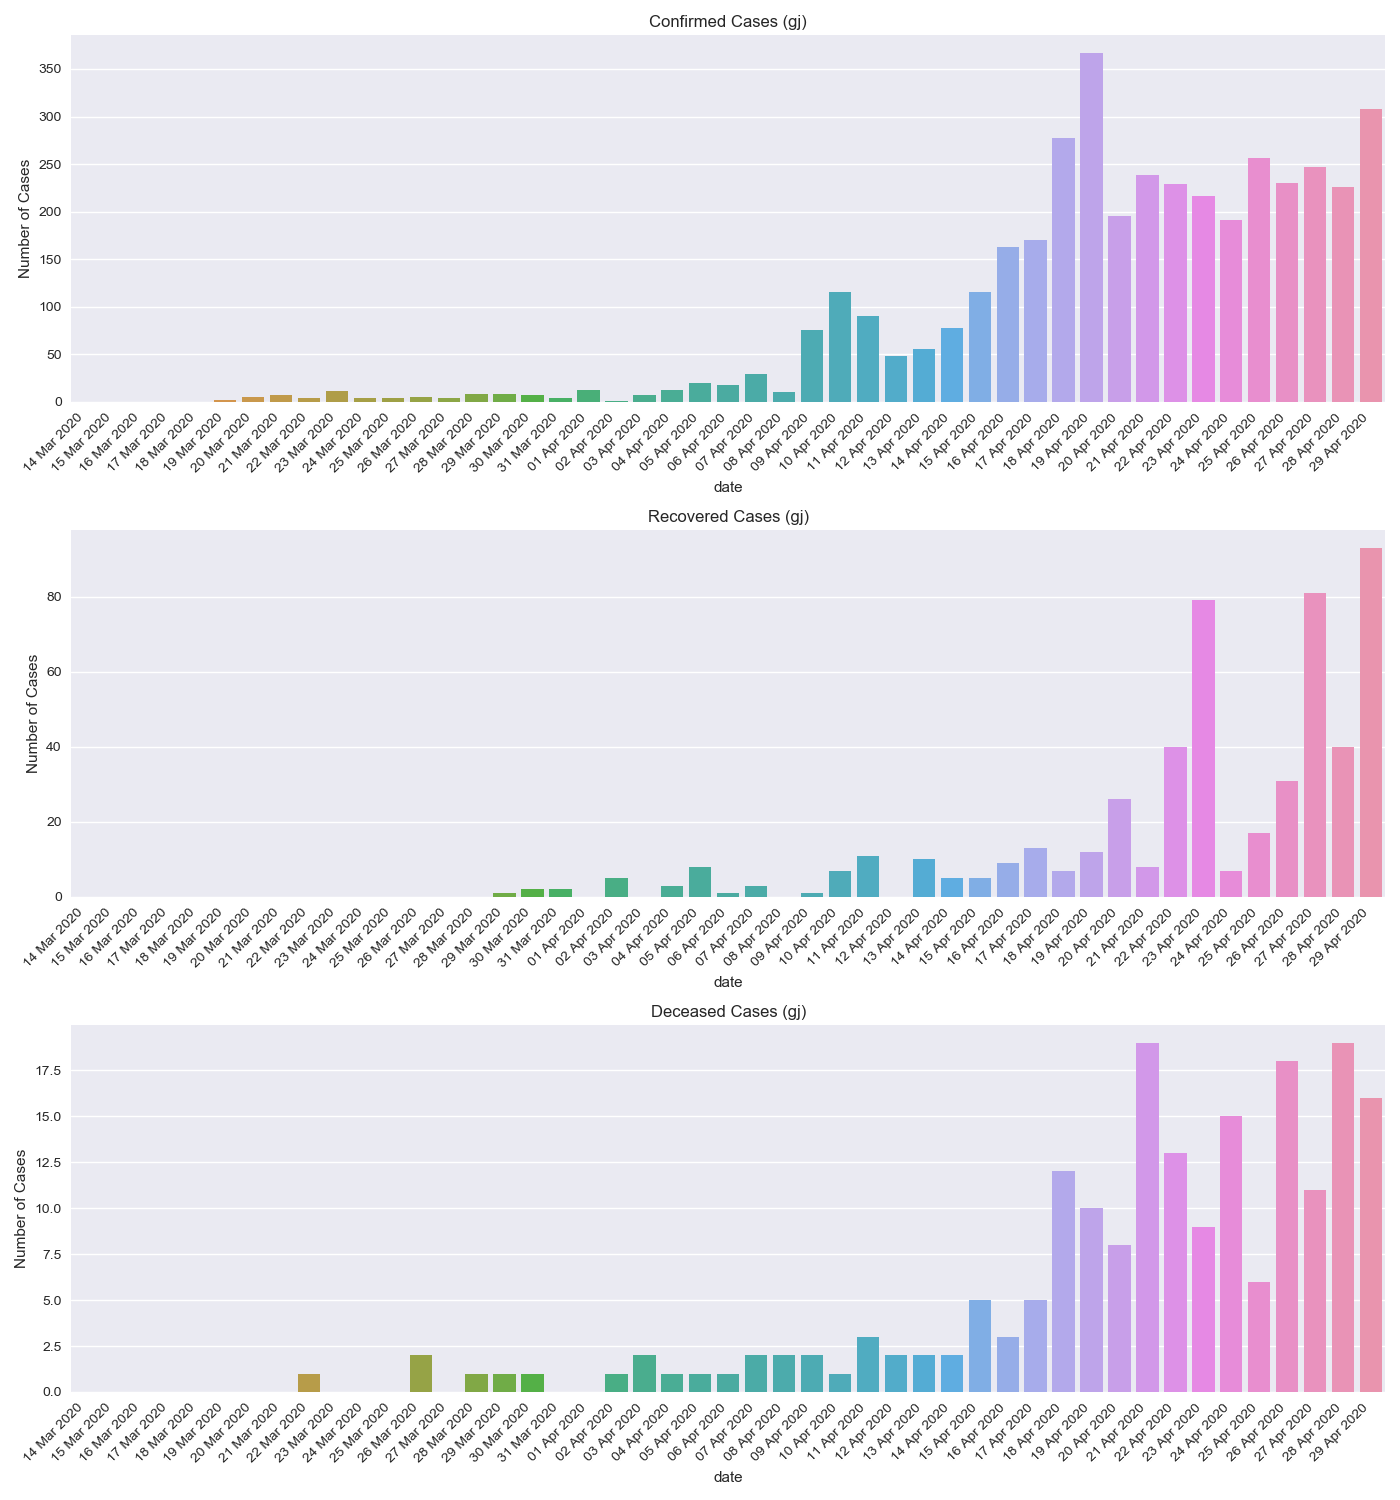 Confirmed Cases (gj)
350
300
250
200
150
100
50
0
Number of Cases
14 Mar 2020
15 Mar 2020
16 Mar 2020
17 Mar 2020
18 Mar 2020
19 Mar 2020
20 Mar 2020
21 Mar 2020
22 Mar 2020
23 Mar 2020
24 Mar 2020
25 Mar 2020
26 Mar 2020
27 Mar 2020
28 Mar 2020
29 Mar 2020
30 Mar 2020
31 Mar 2020
01 Apr 2020
02 Apr 2020
03 Apr 2020
04 Apr 2020
05 Apr 2020
06 Apr 2020
07 Apr 2020
08 Apr 2020
09 Apr 2020
10 Apr 2020
11 Apr 2020
12 Apr 2020
13 Apr 2020
14 Apr 2020
15 Apr 2020
16 Apr 2020
17 Apr 2020
18 Apr 2020
19 Apr 2020
20 Apr 2020
21 Apr 2020
22 Apr 2020
23 Apr 2020
24 Apr 2020
25 Apr 2020
26 Apr 2020
27 Apr 2020
28 Apr 2020
29 Apr 2020
date
Recovered Cases (gj)
80
60
40
20
0
Number of Cases
14 Mar 2020
15 Mar 2020
16 Mar 2020
17 Mar 2020
18 Mar 2020
19 Mar 2020
20 Mar 2020
21 Mar 2020
22 Mar 2020
23 Mar 2020
24 Mar 2020
25 Mar 2020
26 Mar 2020
27 Mar 2020
28 Mar 2020
29 Mar 2020
30 Mar 2020
31 Mar 2020
01 Apr 2020
02 Apr 2020
03 Apr 2020
04 Apr 2020
05 Apr 2020
06 Apr 2020
07 Apr 2020
08 Apr 2020
09 Apr 2020
10 Apr 2020
11 Apr 2020
12 Apr 2020
13 Apr 2020
14 Apr 2020
15 Apr 2020
16 Apr 2020
17 Apr 2020
18 Apr 2020
19 Apr 2020
20 Apr 2020
21 Apr 2020
22 Apr 2020
23 Apr 2020
24 Apr 2020
25 Apr 2020
26 Apr 2020
27 Apr 2020
28 Apr 2020
29 Apr 2020
date
Deceased Cases (gj)
17.5
15.0
12.5
10.0
7.5
5.0
2.5
0.0
Number of Cases
14 Mar 2020
15 Mar 2020
16 Mar 2020
17 Mar 2020
18 Mar 2020
19 Mar 2020
20 Mar 2020
21 Mar 2020
22 Mar 2020
23 Mar 2020
24 Mar 2020
25 Mar 2020
26 Mar 2020
27 Mar 2020
28 Mar 2020
29 Mar 2020
30 Mar 2020
31 Mar 2020
01 Apr 2020
02 Apr 2020
03 Apr 2020
04 Apr 2020
05 Apr 2020
06 Apr 2020
07 Apr 2020
08 Apr 2020
09 Apr 2020
10 Apr 2020
11 Apr 2020
12 Apr 2020
13 Apr 2020
14 Apr 2020
15 Apr 2020
16 Apr 2020
17 Apr 2020
18 Apr 2020
19 Apr 2020
20 Apr 2020
21 Apr 2020
22 Apr 2020
23 Apr 2020
24 Apr 2020
25 Apr 2020
26 Apr 2020
27 Apr 2020
28 Apr 2020
29 Apr 2020
date